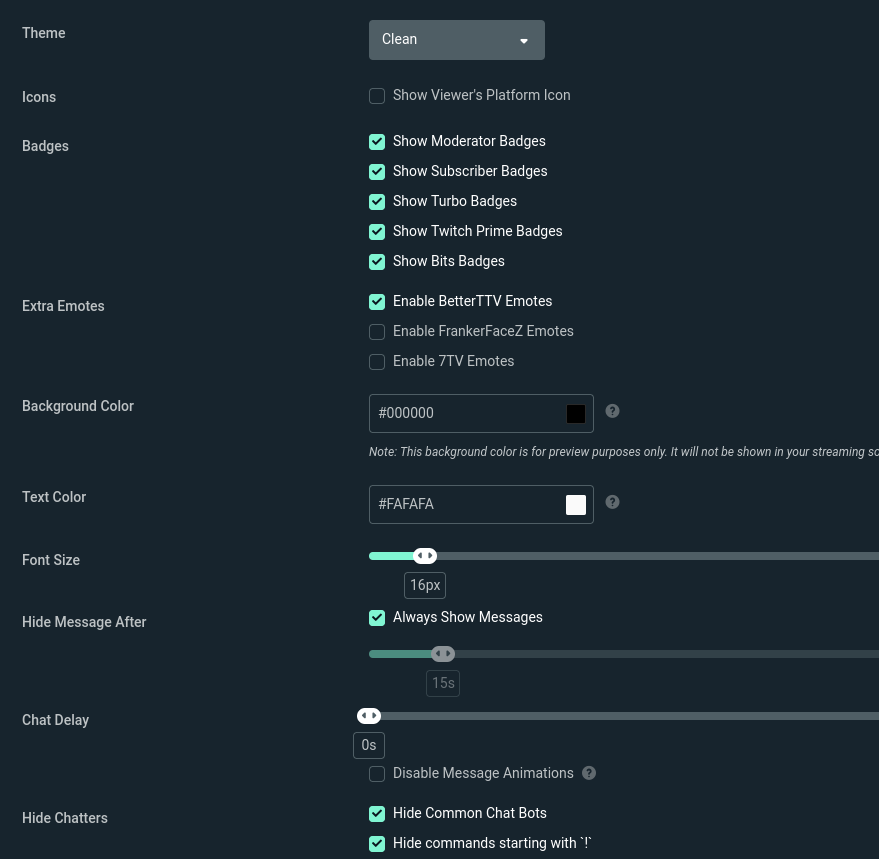 Theme
Clean
Icons
Show Viewer's Platform Icon
Badges
Show Moderator Badges
Show Subscriber Badges
Show Turbo Badges
Show Twitch Prime Badges
Show Bits Badges
Extra Emotes
Enable BetterTTV Emotes
Enable FrankerFaceZ Emotes
Enable 7TV Emotes
Background Color
#000000
?
Note: This background color is for preview purposes only. It will not be shown in your streaming
Text Color
#FAFAFA
?
Font Size
16px
Hide Message After
Always Show Messages
15s
Chat Delay
0s
Disable Message Animations ?
Hide Chatters
Hide Common Chat Bots
Hide commands starting with `!`